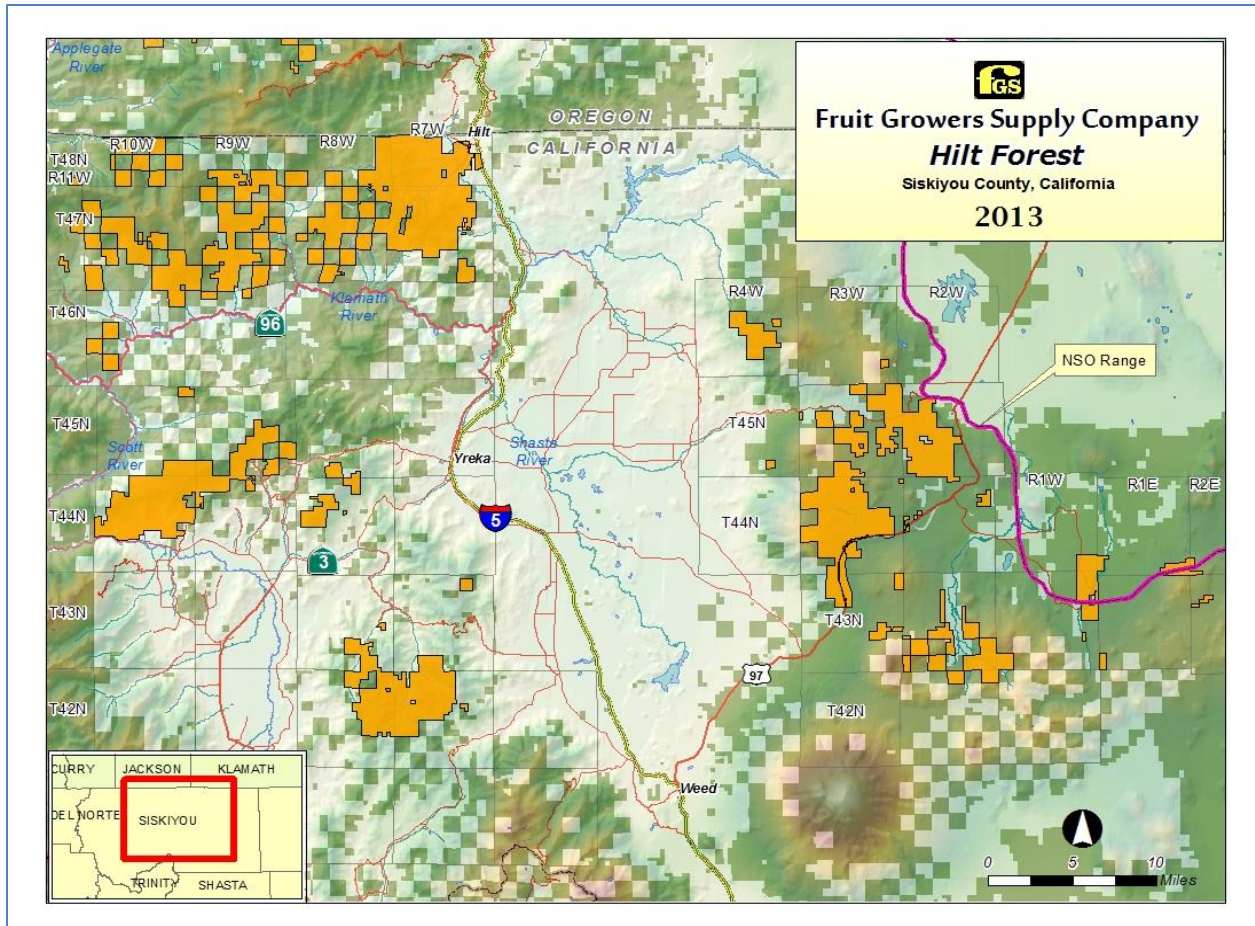 Applegate
River
fGS
Fruit Growers Supply Company
Hilt Forest
Siskiyou County, California
2013
OREGON
CALIFORNIA
Hilt
R7W
R8W
R9W
R10W
T48N
R11W
T47N
T46N
Klamath
River
96
R4W
R3W
R2W
NSO Range
T45N
Scott
River
Yreka
Shasta
River
T45N
R1W
R1E
R2E
T44N
5
T44N
3
T43N
T43N
97
T42N
T42N
Weed
CURRY
JACKSON
KLAMATH
DEL NORTE
SISKIYOU
TRINITY
SHASTA
0
5
10
Miles